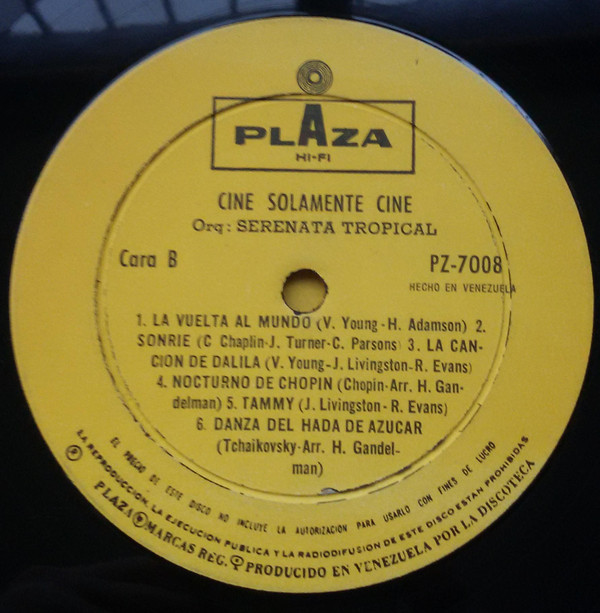 PLAZA
HI-FI
CINE SOLAMENTE CINE
Orq: SERENATA TROPICAL
Cara B
PZ-7008
HECHO EN VENEZUELA
1. LA VUELTA AL MUNDO (V. Young-H. Adamson) 2.
SONRIE (C Chaplin-J. Turner-C. Parsons) 3. LA CAN-
CION DE DALILA (V. Young-J. Livingston-R. Evans)
4. NOCTURNO DE CHOPIN (Chopin-Arr. H. Gan-
delman) 5. TAMMY (J. Livingston - R. Evans)
6. DANZA DEL HADA DE AZUCAR
(Tchaikovsky-Arr. H. Gandel-
man)
EL PRECIO DE ESTE DISCO NO INCLUYE LA AUTORIZACION PARA USARLO CON FINES DE LUCRO
℗ LA REPRODUCCION, LA EJECUCION PUBLICA Y LA RADIODIFUSION DE ESTE DISCO ESTAN PROHIBIDAS
PLAZA MARCAS REG. PRODUCIDO EN VENEZUELA POR LA DISCOTECA